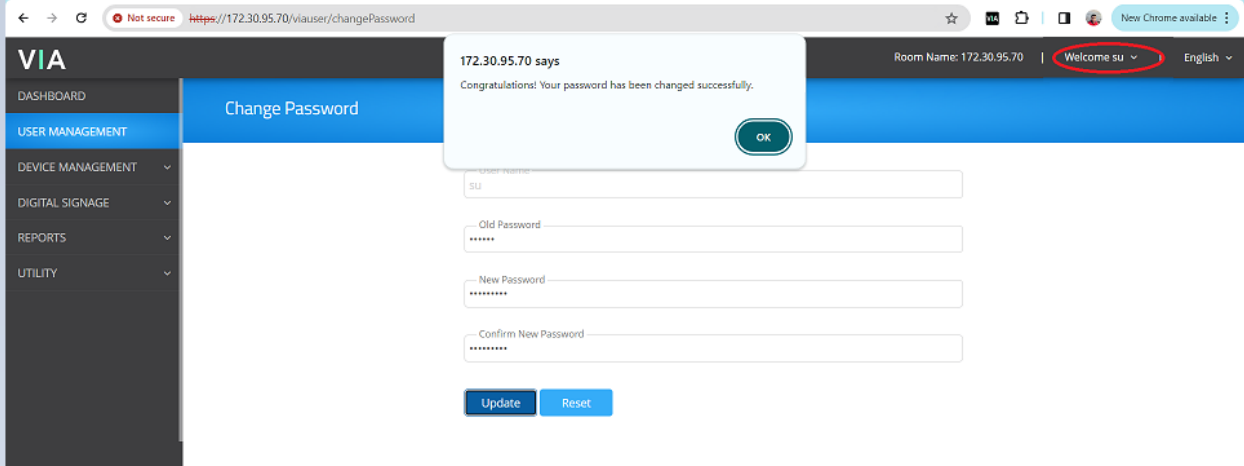 Not secure https://172.30.95.70/viauser/changePassword VIA New Chrome available
VIA
172.30.95.70 says
Congratulations! Your password has been changed successfully.
OK
Room Name: 172.30.95.70 | Welcome su | English
DASHBOARD
USER MANAGEMENT
DEVICE MANAGEMENT
DIGITAL SIGNAGE
REPORTS
UTILITY
Change Password
User Name
su
Old Password
••••••
New Password
•••••••••
Confirm New Password
•••••••••
Update Reset